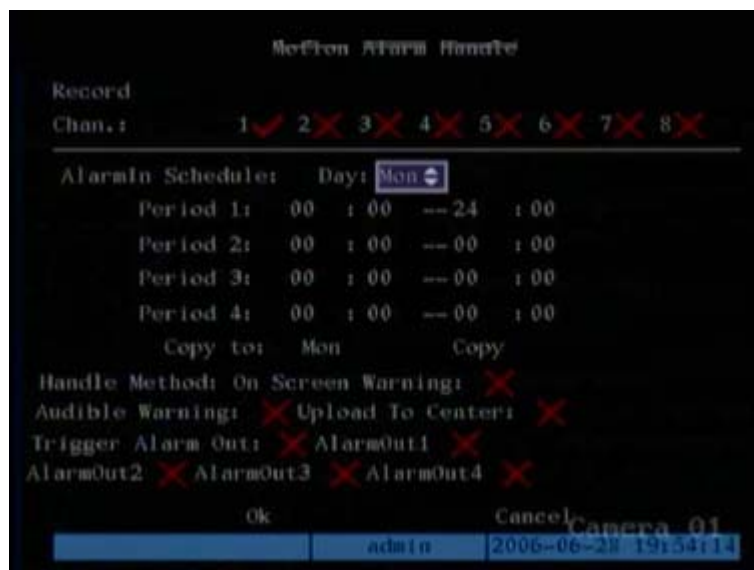 Motion Alarm Handle
Record
Chan.: 1 2 3 4 5 6 7 8
AlarmIn Schedule: Day: Mon
Period 1: 00 : 00 -- 24 : 00
Period 2: 00 : 00 -- 00 : 00
Period 3: 00 : 00 -- 00 : 00
Period 4: 00 : 00 -- 00 : 00
Copy to: Mon Copy
Handle Method: On Screen Warning:
Audible Warning: Upload To Center:
Trigger Alarm Out: AlarmOut1
AlarmOut2 AlarmOut3 AlarmOut4
Ok Cancel
Camera 01
admin 2006-06-28 19:54:14